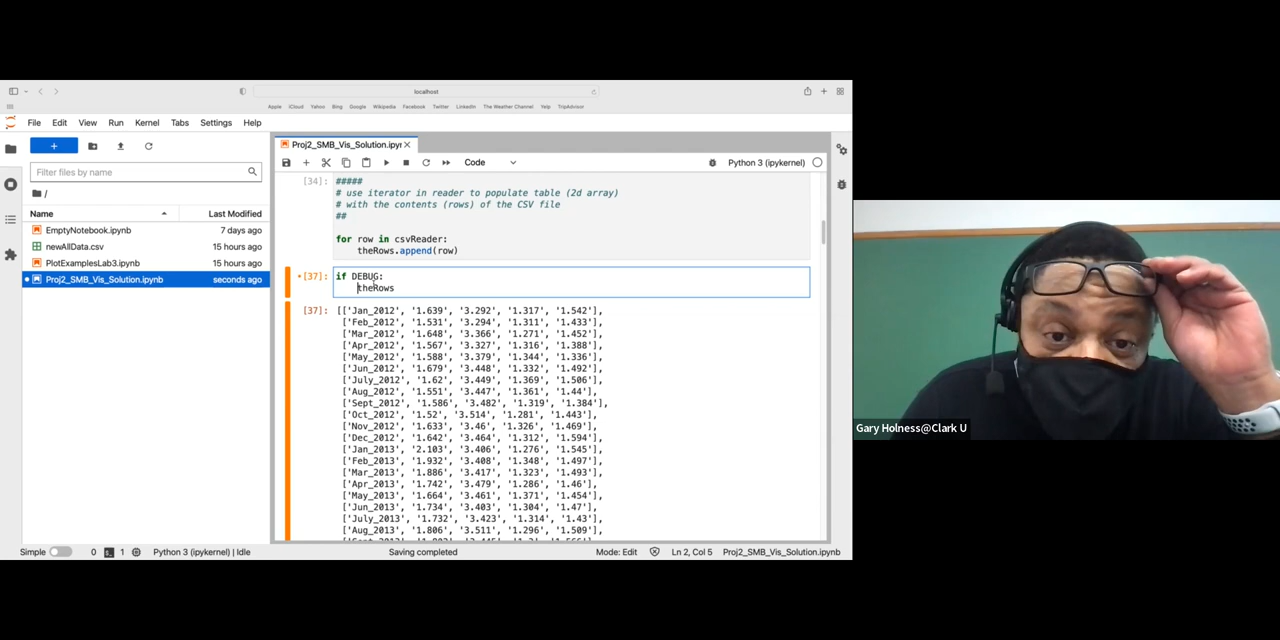 localhost
Apple iCloud Yahoo Bing Google Wikipedia Facebook Twitter LinkedIn The Weather Channel Yelp TripAdvisor
File Edit View Run Kernel Tabs Settings Help
Proj2_SMB_Vis_Solution.ipyr
Code
Python 3 (ipykernel)
Filter files by name
/
Name Last Modified
EmptyNotebook.ipynb 7 days ago
newAllData.csv 15 hours ago
PlotExamplesLab3.ipynb 15 hours ago
Proj2_SMB_Vis_Solution.ipynb seconds ago
[34]: #####
# use iterator in reader to populate table (2d array)
# with the contents (rows) of the CSV file
##
for row in csvReader:
theRows.append(row)
[37]: if DEBUG:
theRows
[37]: [['Jan_2012', '1.639', '3.292', '1.317', '1.542'],
['Feb_2012', '1.531', '3.294', '1.311', '1.433'],
['Mar_2012', '1.648', '3.366', '1.271', '1.452'],
['Apr_2012', '1.567', '3.327', '1.316', '1.388'],
['May_2012', '1.588', '3.379', '1.344', '1.336'],
['Jun_2012', '1.679', '3.448', '1.332', '1.492'],
['July_2012', '1.62', '3.449', '1.369', '1.506'],
['Aug_2012', '1.551', '3.447', '1.361', '1.44'],
['Sept_2012', '1.586', '3.482', '1.319', '1.384'],
['Oct_2012', '1.52', '3.514', '1.281', '1.443'],
['Nov_2012', '1.633', '3.46', '1.326', '1.469'],
['Dec_2012', '1.642', '3.464', '1.312', '1.594'],
['Jan_2013', '2.103', '3.406', '1.276', '1.545'],
['Feb_2013', '1.932', '3.408', '1.348', '1.497'],
['Mar_2013', '1.886', '3.417', '1.323', '1.493'],
['Apr_2013', '1.742', '3.479', '1.286', '1.46'],
['May_2013', '1.664', '3.461', '1.371', '1.454'],
['Jun_2013', '1.734', '3.403', '1.304', '1.47'],
['July_2013', '1.732', '3.423', '1.314', '1.43'],
['Aug_2013', '1.806', '3.511', '1.296', '1.509'],
Simple 0 1 Python 3 (ipykernel) | Idle Saving completed Mode: Edit Ln 2, Col 5 Proj2_SMB_Vis_Solution.ipynb
Gary Holness@Clark U